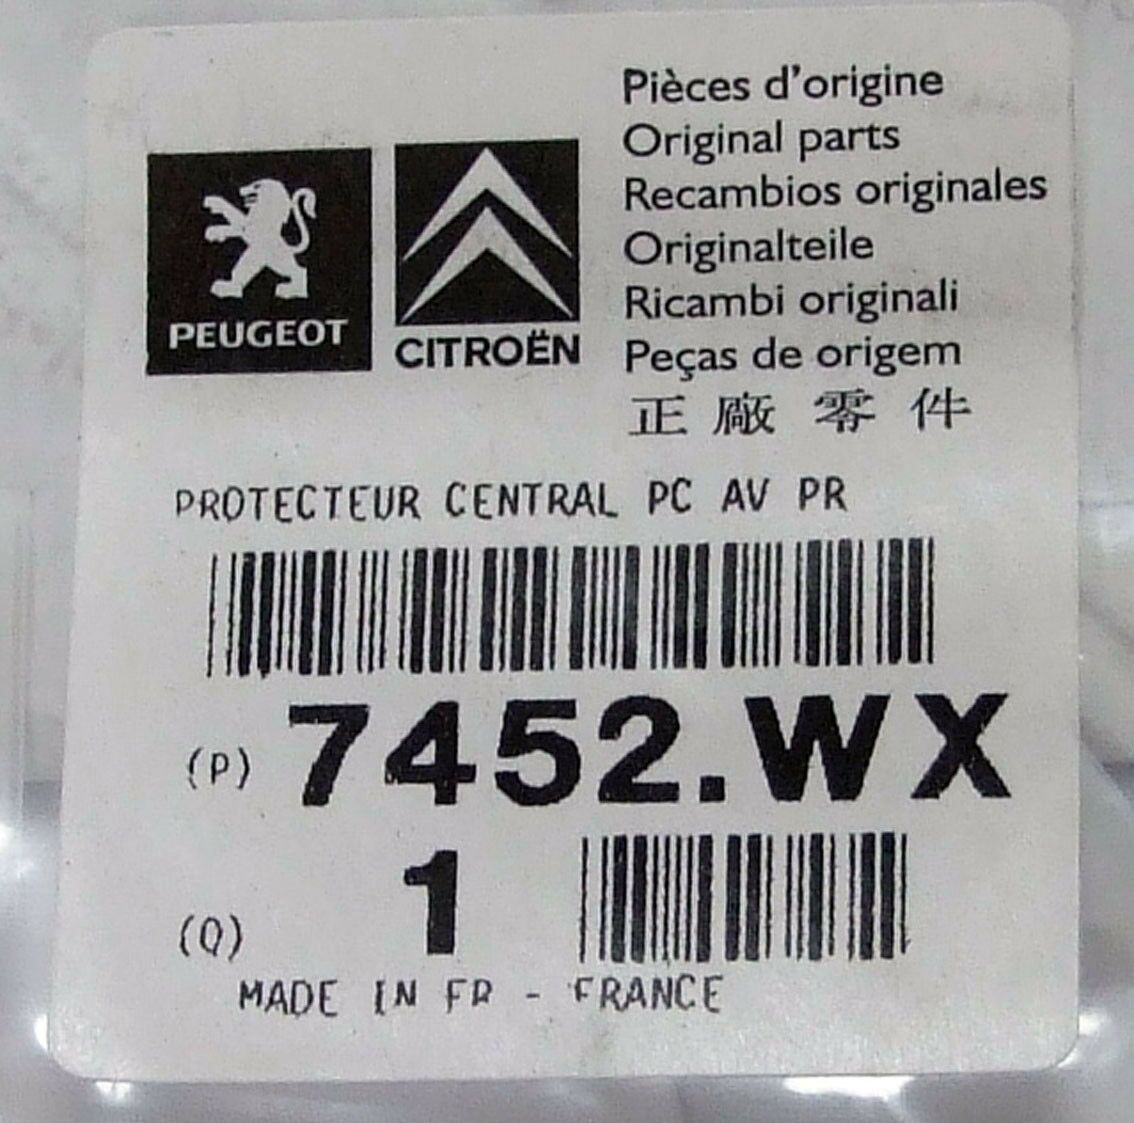 PEUGEOT
CITROËN
Pièces d'origine
Original parts
Recambios originales
Originalteile
Ricambi originali
Peças de origem
正廠零件
PROTECTEUR CENTRAL PC AV PR
(P) 7452.WX
(Q) 1
MADE IN FR - FRANCE